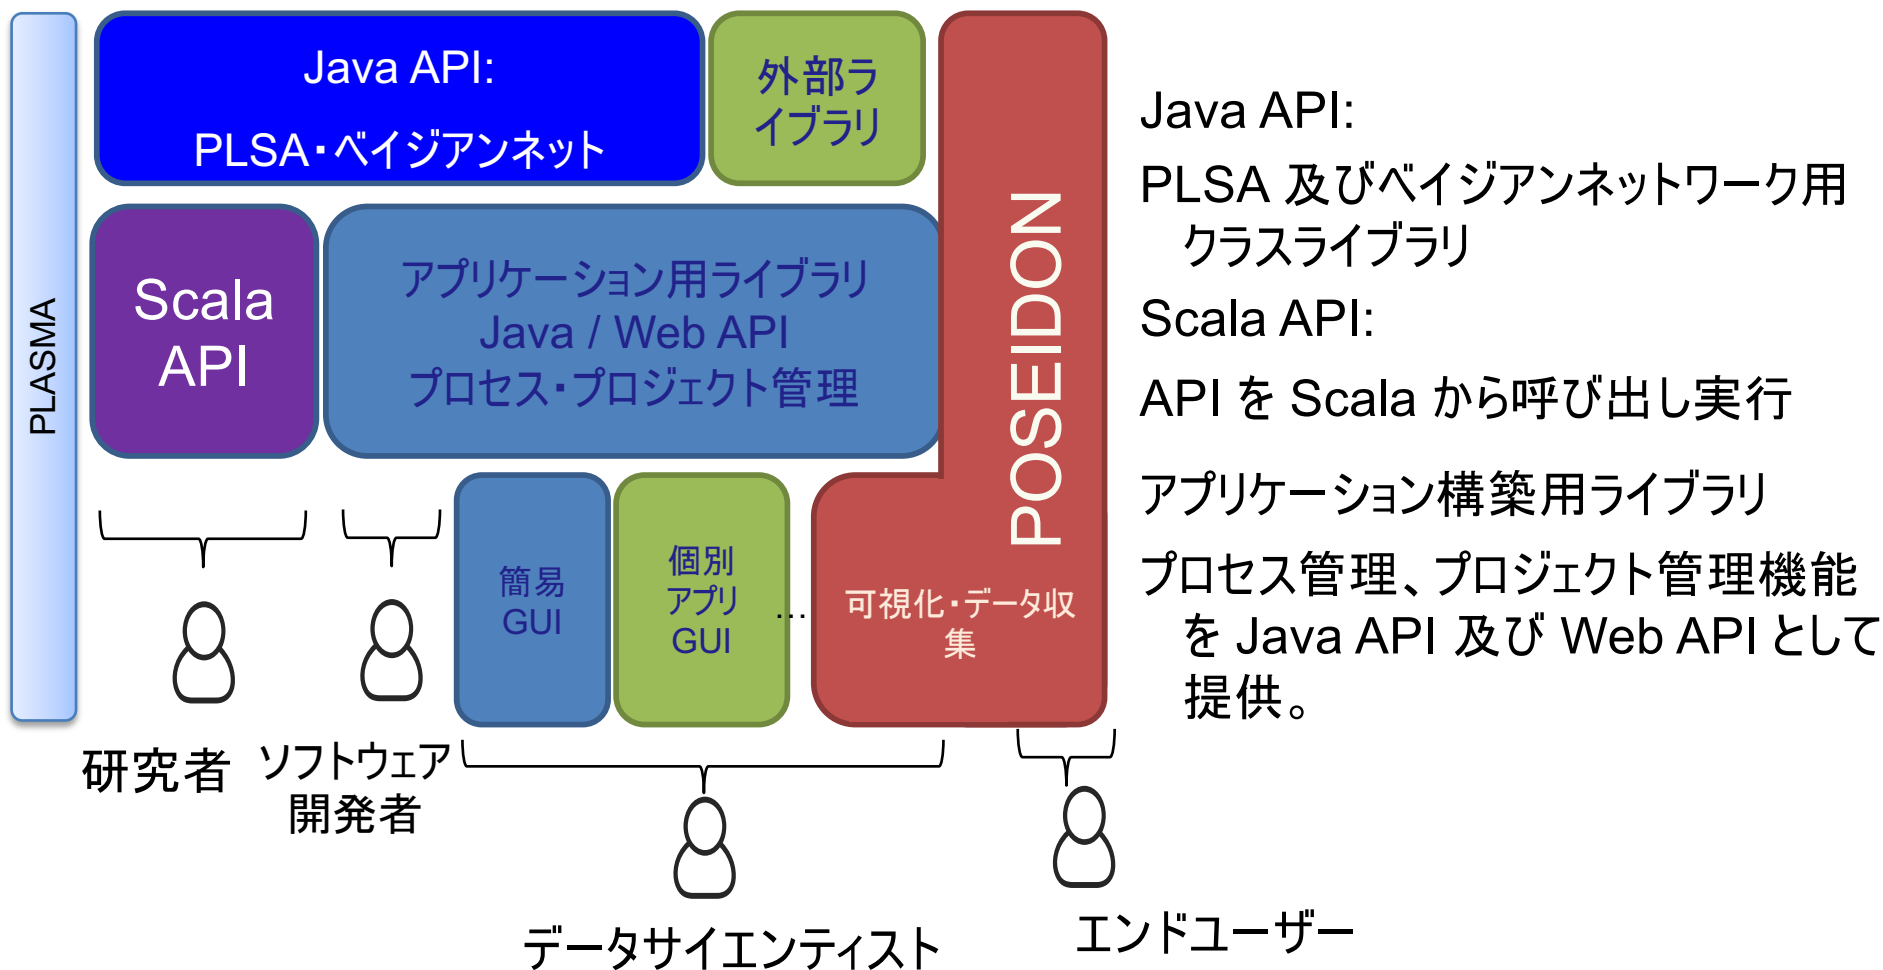 PLASMA
Java API:
PLSA・ベイジアンネット
外部ラ
イブラリ
POSEIDON
Scala
API
アプリケーション用ライブラリ
Java / Web API
プロセス・プロジェクト管理
簡易
GUI
個別
アプリ
GUI
...
可視化・データ収
集
研究者
ソフトウェア
開発者
データサイエンティスト
エンドユーザー
Java API:
PLSA 及びベイジアンネットワーク用
クラスライブラリ
Scala API:
API を Scala から呼び出し実行
アプリケーション構築用ライブラリ
プロセス管理、プロジェクト管理機能
を Java API 及び Web API として
提供。